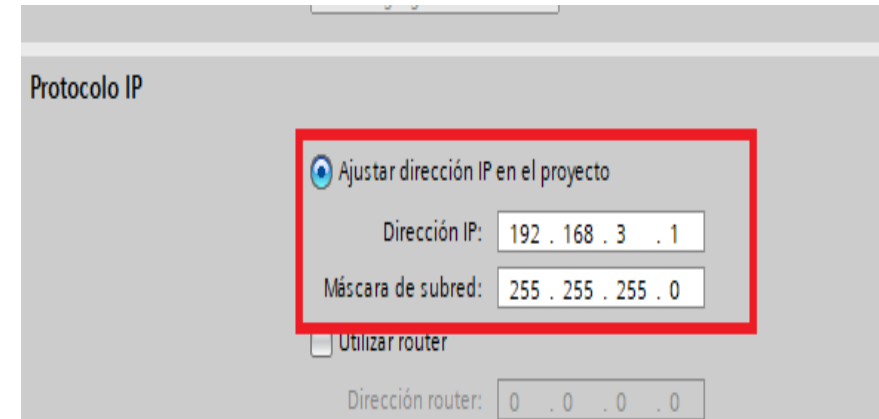 Protocolo IP
Ajustar dirección IP en el proyecto
Dirección IP: 192 . 168 . 3 . 1
Máscara de subred: 255 . 255 . 255 . 0
Utilizar router
Dirección router: 0 . 0 . 0 . 0